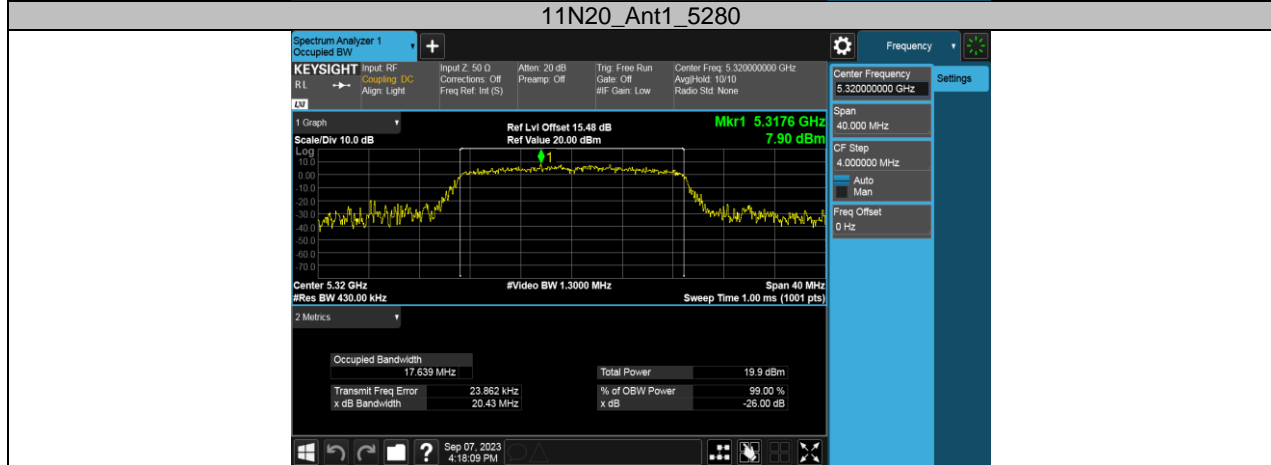 11N20_Ant1_5280
Spectrum Analyzer 1
Occupied BW
+
Frequency
KEYSIGHT
RL
LXI
Input: RF
Coupling: DC
Align: Light
Input Z: 50 Ω
Corrections: Off
Freq Ref: Int (S)
Atten: 20 dB
Preamp: Off
Trig: Free Run
Gate: Off
#IF Gain: Low
Center Freq: 5.320000000 GHz
Avg|Hold: 10/10
Radio Std: None
Center Frequency
5.320000000 GHz
Settings
Span
40.000 MHz
CF Step
4.000000 MHz
Auto
Man
Freq Offset
0 Hz
1 Graph
Scale/Div 10.0 dB
Ref Lvl Offset 15.48 dB
Ref Value 20.00 dBm
Mkr1 5.3176 GHz
7.90 dBm
Log
1
10.0
0.00
-10.0
-20.0
-30.0
-40.0
-50.0
-60.0
-70.0
Center 5.32 GHz
#Video BW 1.3000 MHz
Span 40 MHz
#Res BW 430.00 kHz
Sweep Time 1.00 ms (1001 pts)
2 Metrics
Occupied Bandwidth
17.639 MHz
Total Power 19.9 dBm
Transmit Freq Error 23.862 kHz
% of OBW Power 99.00 %
x dB Bandwidth 20.43 MHz
x dB -26.00 dB
?
Sep 07, 2023
4:18:09 PM